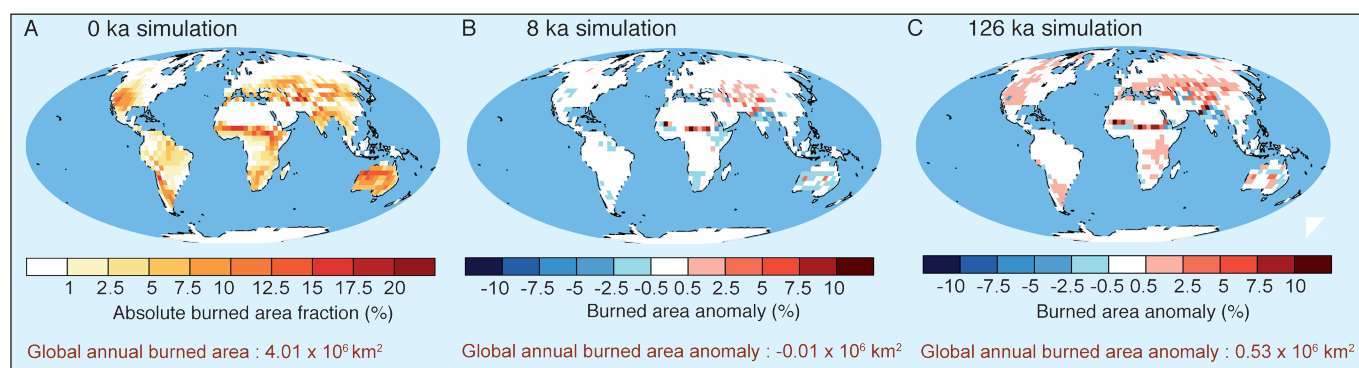 A 0 ka simulation
B 8 ka simulation
C 126 ka simulation
1 2.5 5 7.5 10 12.5 15 17.5 20
Absolute burned area fraction (%)
Global annual burned area : 4.01 x 10⁶ km²
-10 -7.5 -5 -2.5 -0.5 0.5 2.5 5 7.5 10
Burned area anomaly (%)
Global annual burned area anomaly : -0.01 x 10⁶ km²
-10 -7.5 -5 -2.5 -0.5 0.5 2.5 5 7.5 10
Burned area anomaly (%)
Global annual burned area anomaly : 0.53 x 10⁶ km²